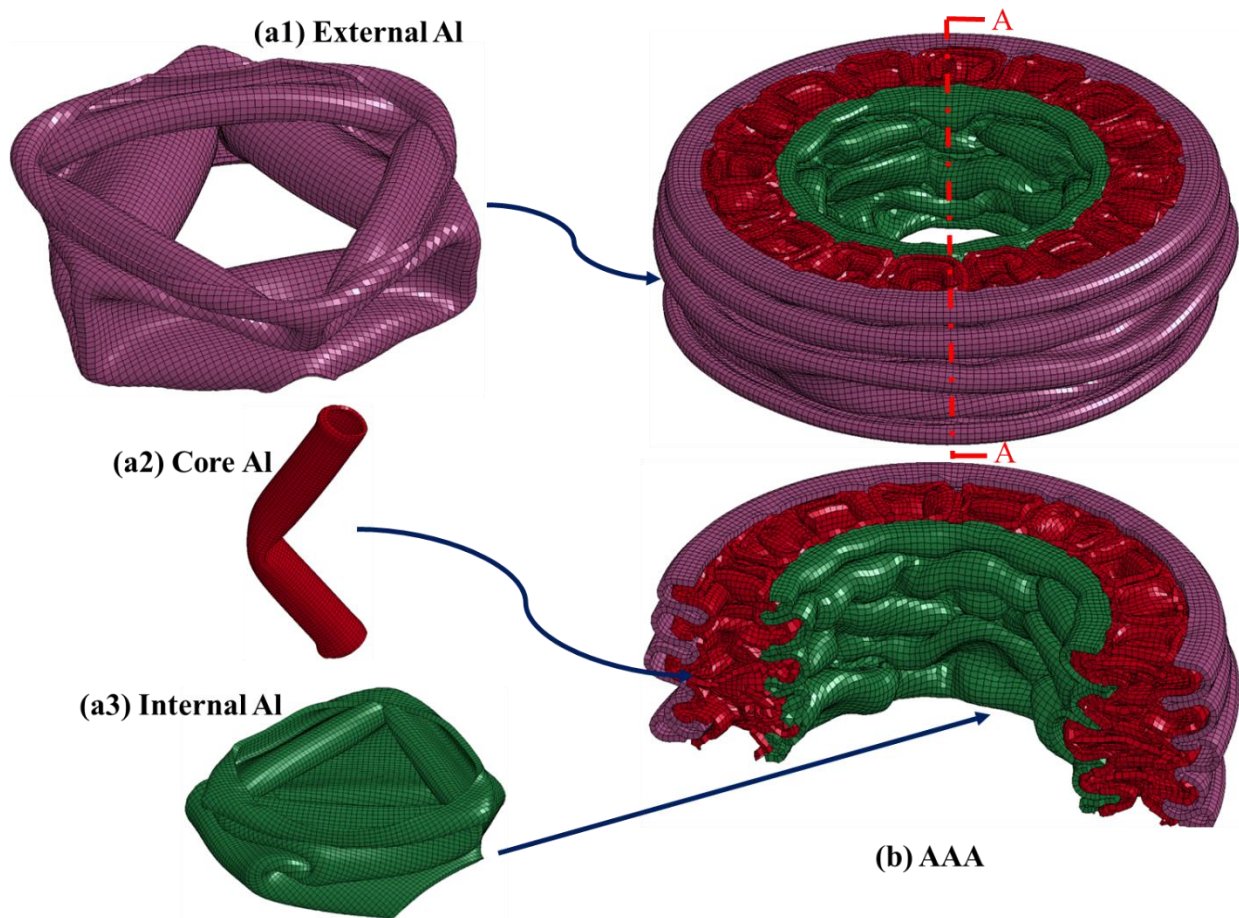 (a1) External Al
A
A
(a2) Core Al
(a3) Internal Al
(b) AAA